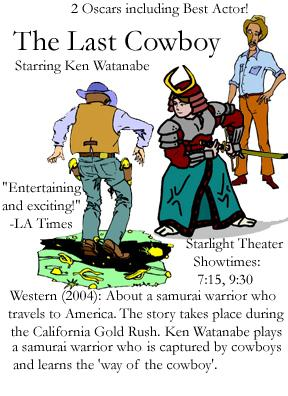 2 Oscars including Best Actor!
The Last Cowboy
Starring Ken Watanabe
"Entertaining
and exciting!"
-LA Times
Starlight Theater
Showtimes:
7:15, 9:30
Western (2004): About a samurai warrior who
travels to America. The story takes place during
the California Gold Rush. Ken Watanabe plays
a samurai warrior who is captured by cowboys
and learns the 'way of the cowboy'.